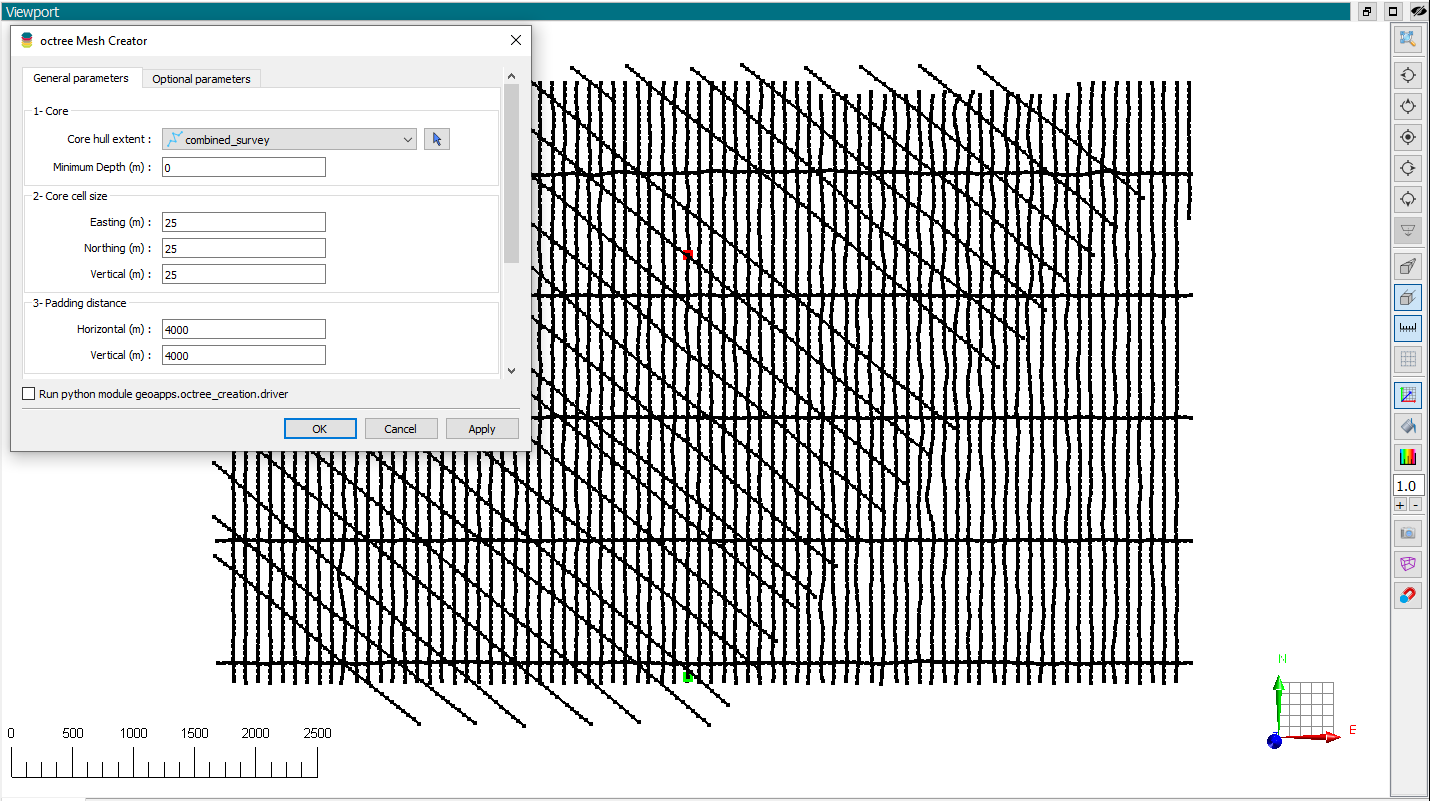 Viewport
octree Mesh Creator
General parameters
Optional parameters
1- Core
Core hull extent :
combined_survey
Minimum Depth (m) :
0
2- Core cell size
Easting (m) :
25
Northing (m) :
25
Vertical (m) :
25
3- Padding distance
Horizontal (m) :
4000
Vertical (m) :
4000
Run python module geoapps.octree_creation.driver
OK
Cancel
Apply
1.0
+
-
N
E
0 500 1000 1500 2000 2500